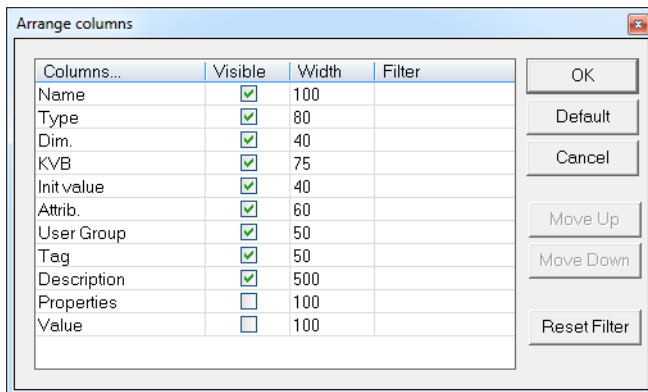 Arrange columns
Columns... Visible Width Filter
Name 100
Type 80
Dim. 40
KVB 75
Init value 40
Attrib. 60
User Group 50
Tag 50
Description 500
Properties 100
Value 100
OK
Default
Cancel
Move Up
Move Down
Reset Filter